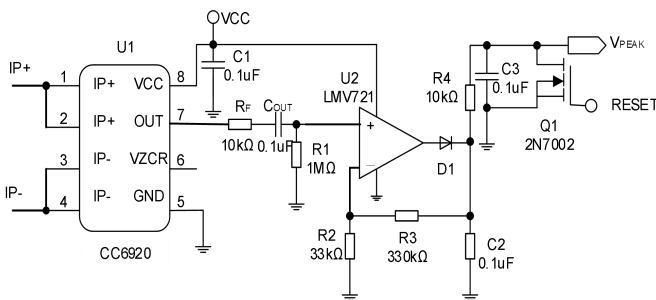 VCC
U1
C1
0.1uF
IP+
1
IP+
VCC
8
2
IP+
OUT
7
RF
10kΩ
COUT
0.1uF
R1
1MΩ
U2
LMV721
+
−
D1
R4
10kΩ
C3
0.1uF
VPEAK
RESET
Q1
2N7002
3
IP-
VZCR
6
IP-
4
IP-
GND
5
CC6920
R2
33kΩ
R3
330kΩ
C2
0.1uF